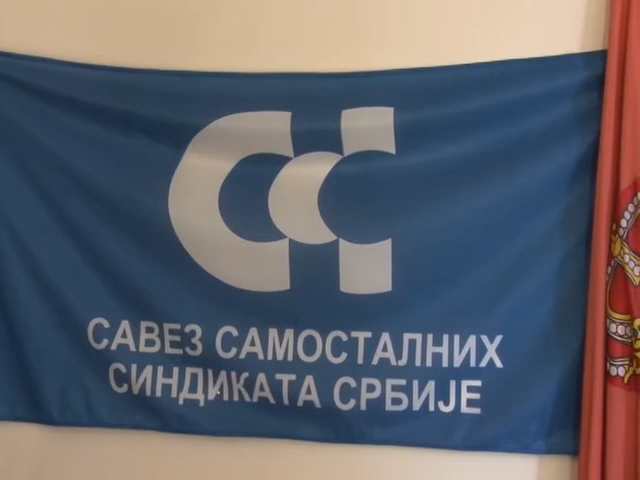 САВЕЗ САМОСТАЛНИХ
СИНДИКАТА СРБИЈЕ